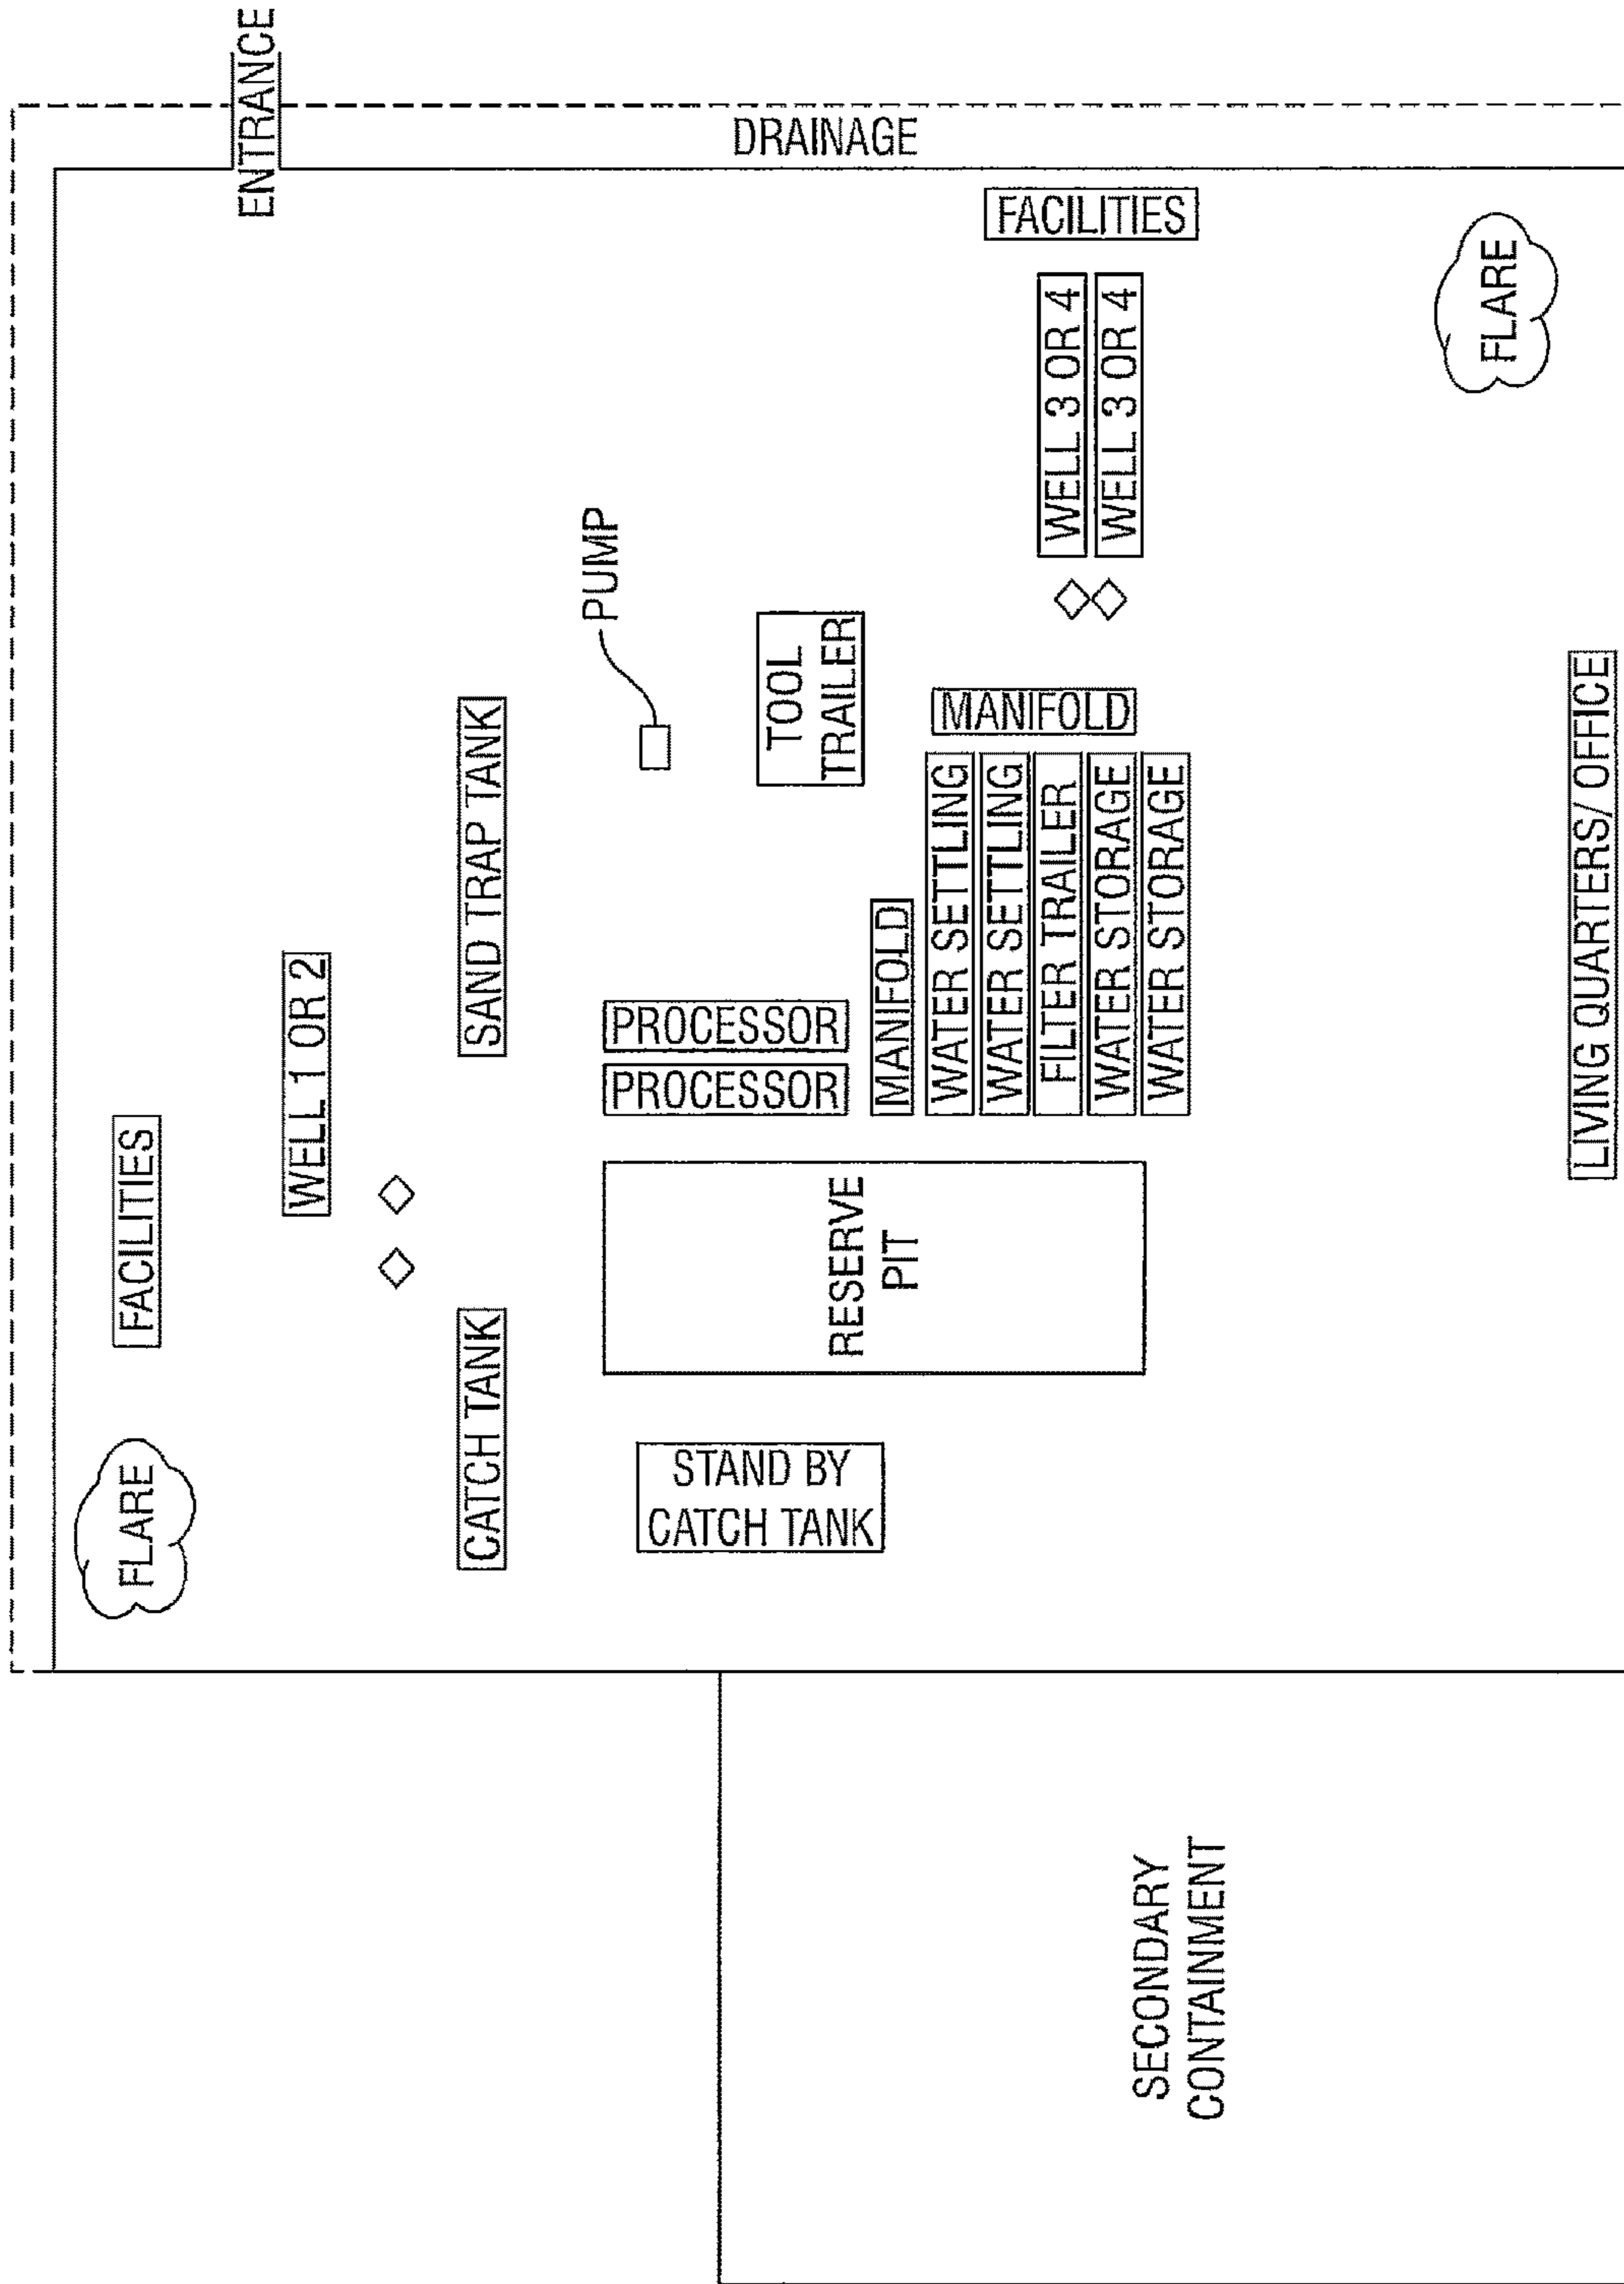 FLARE
FACILITIES
ENTRANCE
WELL 1 OR 2
CATCH TANK
SAND TRAP TANK
PUMP
STAND BY
CATCH TANK
RESERVE
PIT
PROCESSOR
PROCESSOR
TOOL
TRAILER
DRAINAGE
MANIFOLD
WATER SETTLING
WATER SETTLING
FILTER TRAILER
WATER STORAGE
WATER STORAGE
MANIFOLD
WELL 3 OR 4
WELL 3 OR 4
FACILITIES
SECONDARY
CONTAINMENT
FLARE
LIVING QUARTERS/ OFFICE